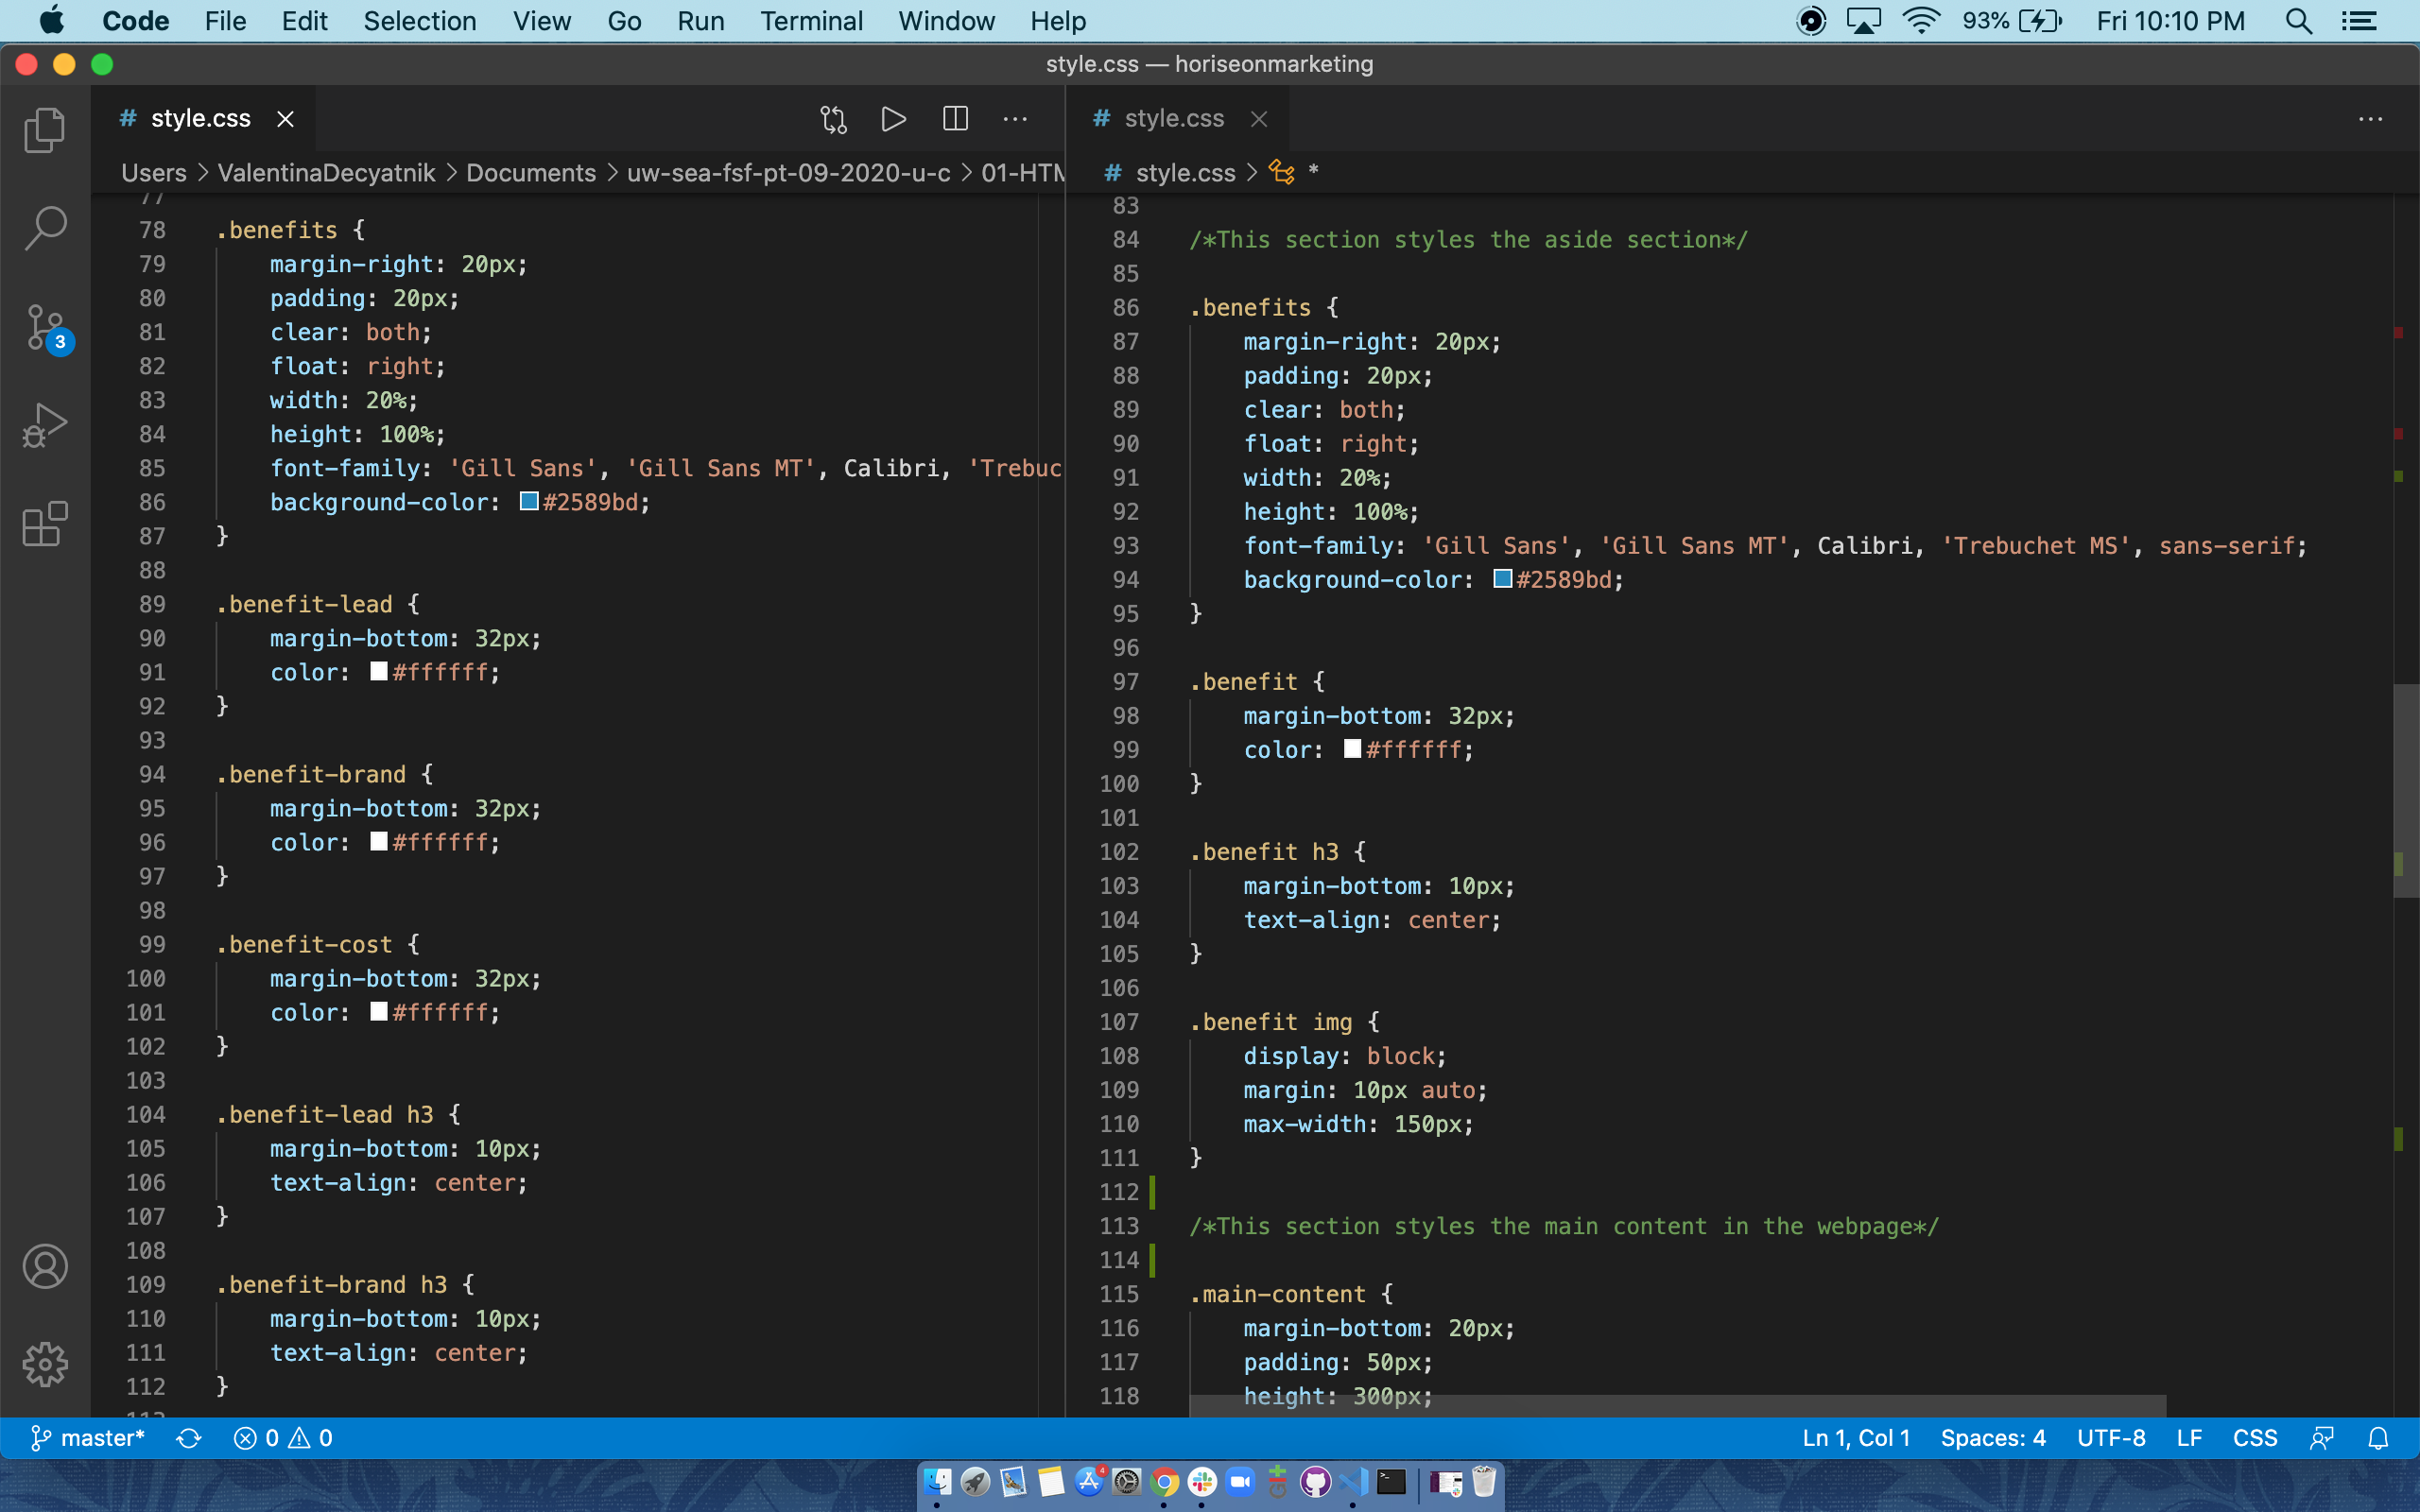 Code File Edit Selection View Go Run Terminal Window Help 93% Fri 10:10 PM
style.css — horiseonmarketing
# style.css
Users > ValentinaDecyatnik > Documents > uw-sea-fsf-pt-09-2020-u-c > 01-HTM
77
78 .benefits {
79 margin-right: 20px;
80 padding: 20px;
81 clear: both;
82 float: right;
83 width: 20%;
84 height: 100%;
85 font-family: 'Gill Sans', 'Gill Sans MT', Calibri, 'Trebuc
86 background-color: #2589bd;
87 }
88
89 .benefit-lead {
90 margin-bottom: 32px;
91 color: #ffffff;
92 }
93
94 .benefit-brand {
95 margin-bottom: 32px;
96 color: #ffffff;
97 }
98
99 .benefit-cost {
100 margin-bottom: 32px;
101 color: #ffffff;
102 }
103
104 .benefit-lead h3 {
105 margin-bottom: 10px;
106 text-align: center;
107 }
108
109 .benefit-brand h3 {
110 margin-bottom: 10px;
111 text-align: center;
112 }
113
# style.css
# style.css > *
83
84 /*This section styles the aside section*/
85
86 .benefits {
87 margin-right: 20px;
88 padding: 20px;
89 clear: both;
90 float: right;
91 width: 20%;
92 height: 100%;
93 font-family: 'Gill Sans', 'Gill Sans MT', Calibri, 'Trebuchet MS', sans-serif;
94 background-color: #2589bd;
95 }
96
97 .benefit {
98 margin-bottom: 32px;
99 color: #ffffff;
100 }
101
102 .benefit h3 {
103 margin-bottom: 10px;
104 text-align: center;
105 }
106
107 .benefit img {
108 display: block;
109 margin: 10px auto;
110 max-width: 150px;
111 }
112
113 /*This section styles the main content in the webpage*/
114
115 .main-content {
116 margin-bottom: 20px;
117 padding: 50px;
118 height: 300px;
3
master* 0 0 Ln 1, Col 1 Spaces: 4 UTF-8 LF CSS
4